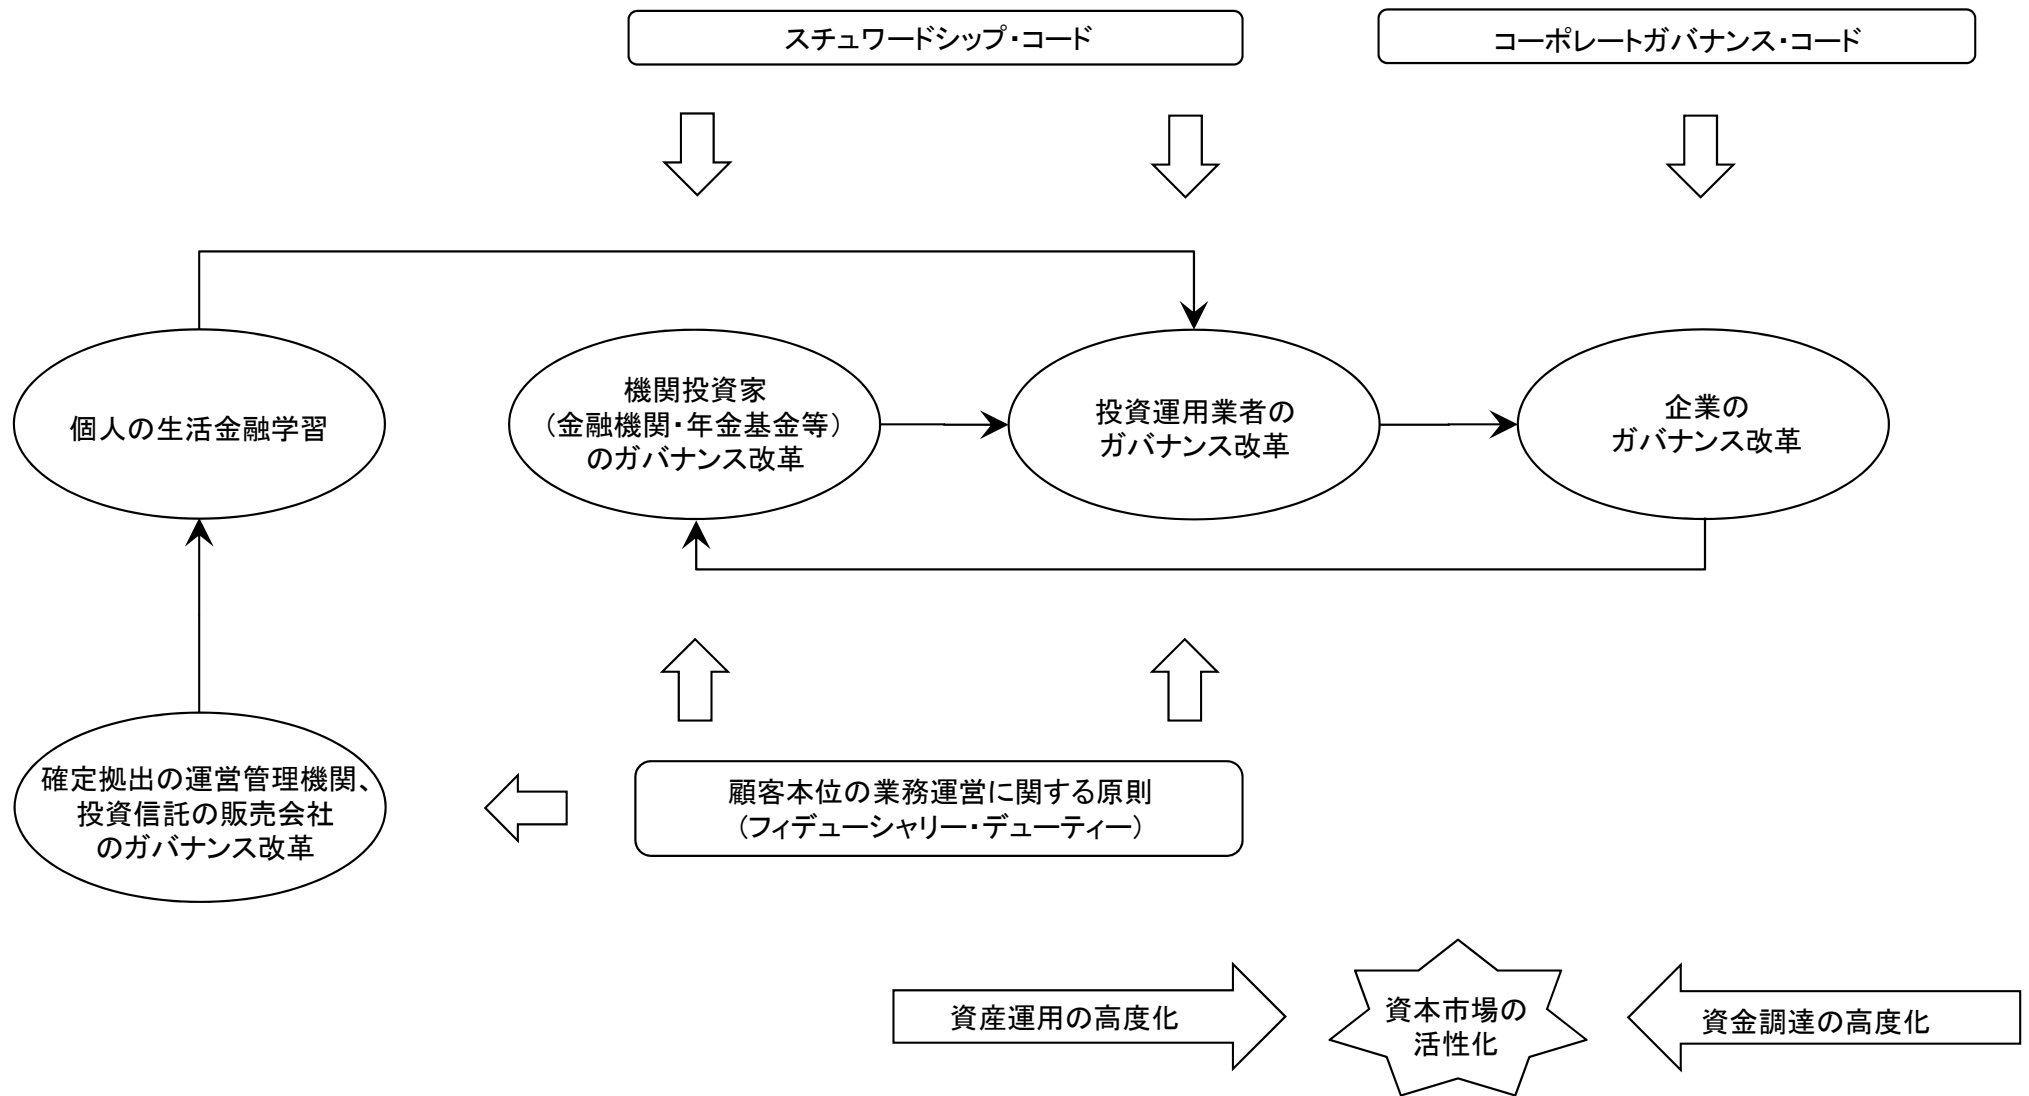 スチュワードシップ・コード
コーポレートガバナンス・コード
個人の生活金融学習
機関投資家
（金融機関・年金基金等）
のガバナンス改革
投資運用業者の
ガバナンス改革
企業の
ガバナンス改革
確定拠出の運営管理機関、
投資信託の販売会社
のガバナンス改革
顧客本位の業務運営に関する原則
（フィデューシャリー・デューティー）
資産運用の高度化
資本市場の
活性化
資金調達の高度化